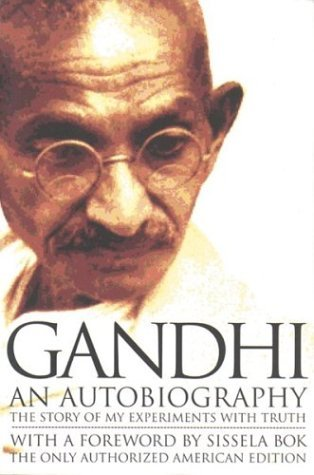 GANDHI
AN AUTOBIOGRAPHY
THE STORY OF MY EXPERIMENTS WITH TRUTH
WITH A FOREWORD BY SISSELA BOK
THE ONLY AUTHORIZED AMERICAN EDITION